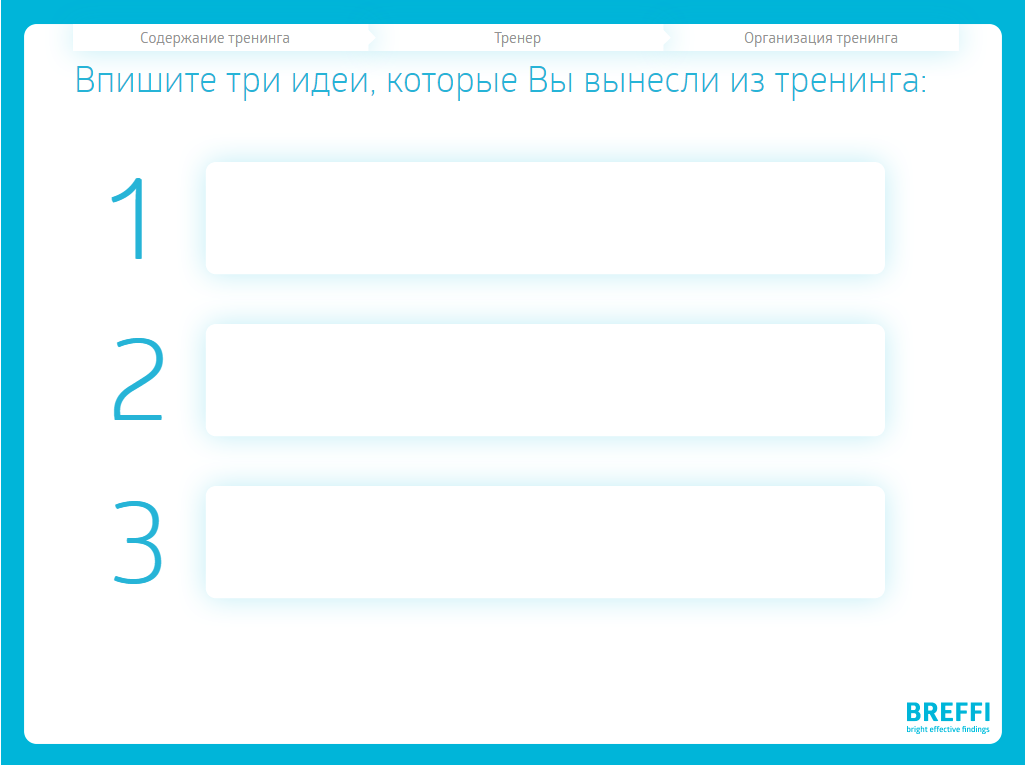 Содержание тренинга
Тренер
Организация тренинга
Впишите три идеи, которые Вы вынесли из тренинга:
1
2
3
BREFFI
bright effective findings